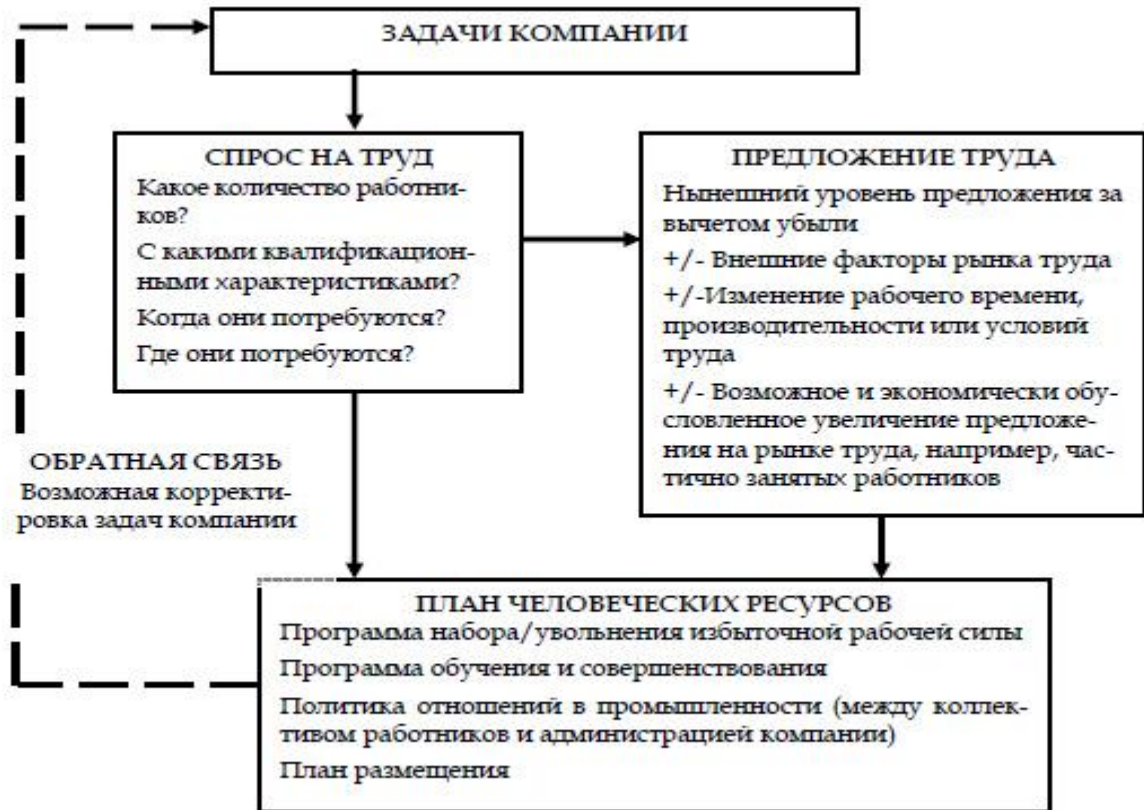 ЗАДАЧИ КОМПАНИИ
СПРОС НА ТРУД
Какое количество работни-
ков?
С какими квалификацион-
ными характеристиками?
Когда они потребуются?
Где они потребуются?
ПРЕДЛОЖЕНИЕ ТРУДА
Нынешний уровень предложения за
вычетом убыли
+/- Внешние факторы рынка труда
+/-Изменение рабочего времени,
производительности или условий
труда
+/- Возможное и экономически обу-
словленное увеличение предложе-
ния на рынке труда, например, час-
тично занятых работников
ОБРАТНАЯ СВЯЗЬ
Возможная корректи-
ровка задач компании
ПЛАН ЧЕЛОВЕЧЕСКИХ РЕСУРСОВ
Программа набора/увольнения избыточной рабочей силы
Программа обучения и совершенствования
Политика отношений в промышленности (между коллек-
тивом работников и администрацией компании)
План размещения